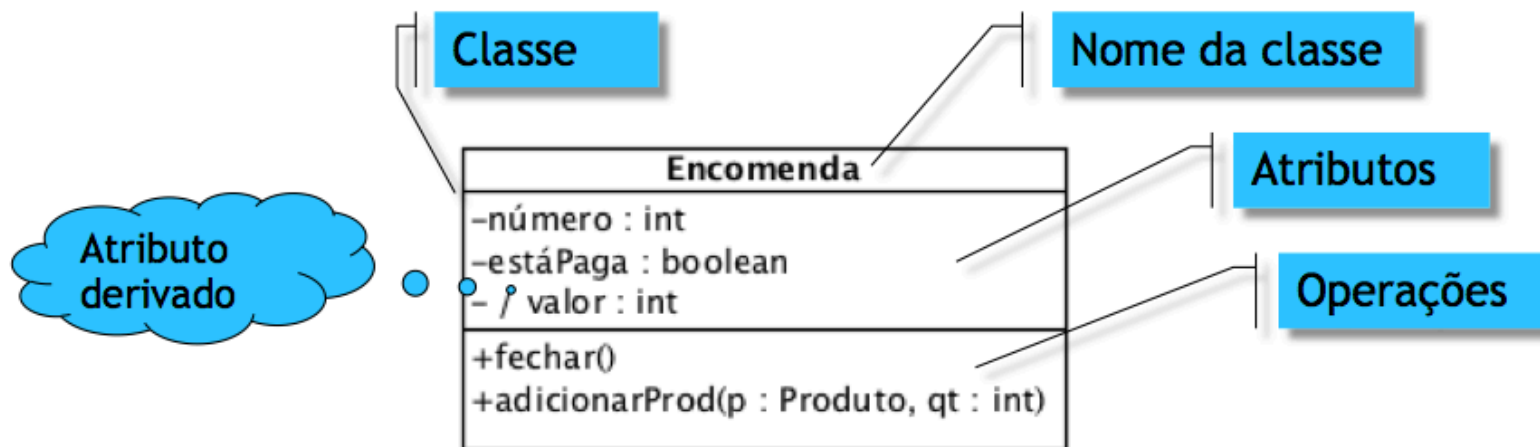 Classe
Nome da classe
Encomenda
Atributos
–número : int
–estáPaga : boolean
– / valor : int
Atributo
derivado
Operações
+fechar()
+adicionarProd(p : Produto, qt : int)